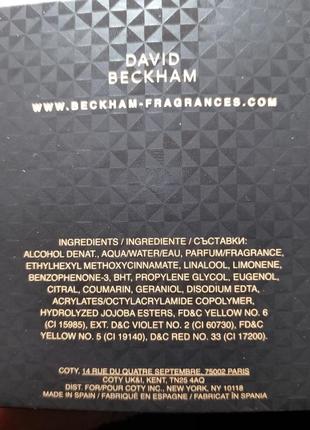 DAVID
BECKHAM
WWW.BECKHAM-FRAGRANCES.COM
INGREDIENTS / INGREDIENTE / СЪСТАВКИ:
ALCOHOL DENAT., AQUA/WATER/EAU, PARFUM/FRAGRANCE,
ETHYLHEXYL METHOXYCINNAMATE, LINALOOL, LIMONENE,
BENZOPHENONE-3, BHT, PROPYLENE GLYCOL, EUGENOL,
CITRAL, COUMARIN, GERANIOL, DISODIUM EDTA,
ACRYLATES/OCTYLACRYLAMIDE COPOLYMER,
HYDROLYZED JOJOBA ESTERS, FD&C YELLOW NO. 6
(CI 15985), EXT. D&C VIOLET NO. 2 (CI 60730), FD&C
YELLOW NO. 5 (CI 19140), D&C RED NO. 33 (CI 17200).
COTY, 14 RUE DU QUATRE SEPTEMBRE, 75002 PARIS
COTY UK&I, KENT, TN25 4AQ
DIST. FOR/POUR COTY INC., NEW YORK, NY 10118
MADE IN SPAIN / FABRIQUÉ EN ESPAGNE / FABRICAT ÎN SPANIA